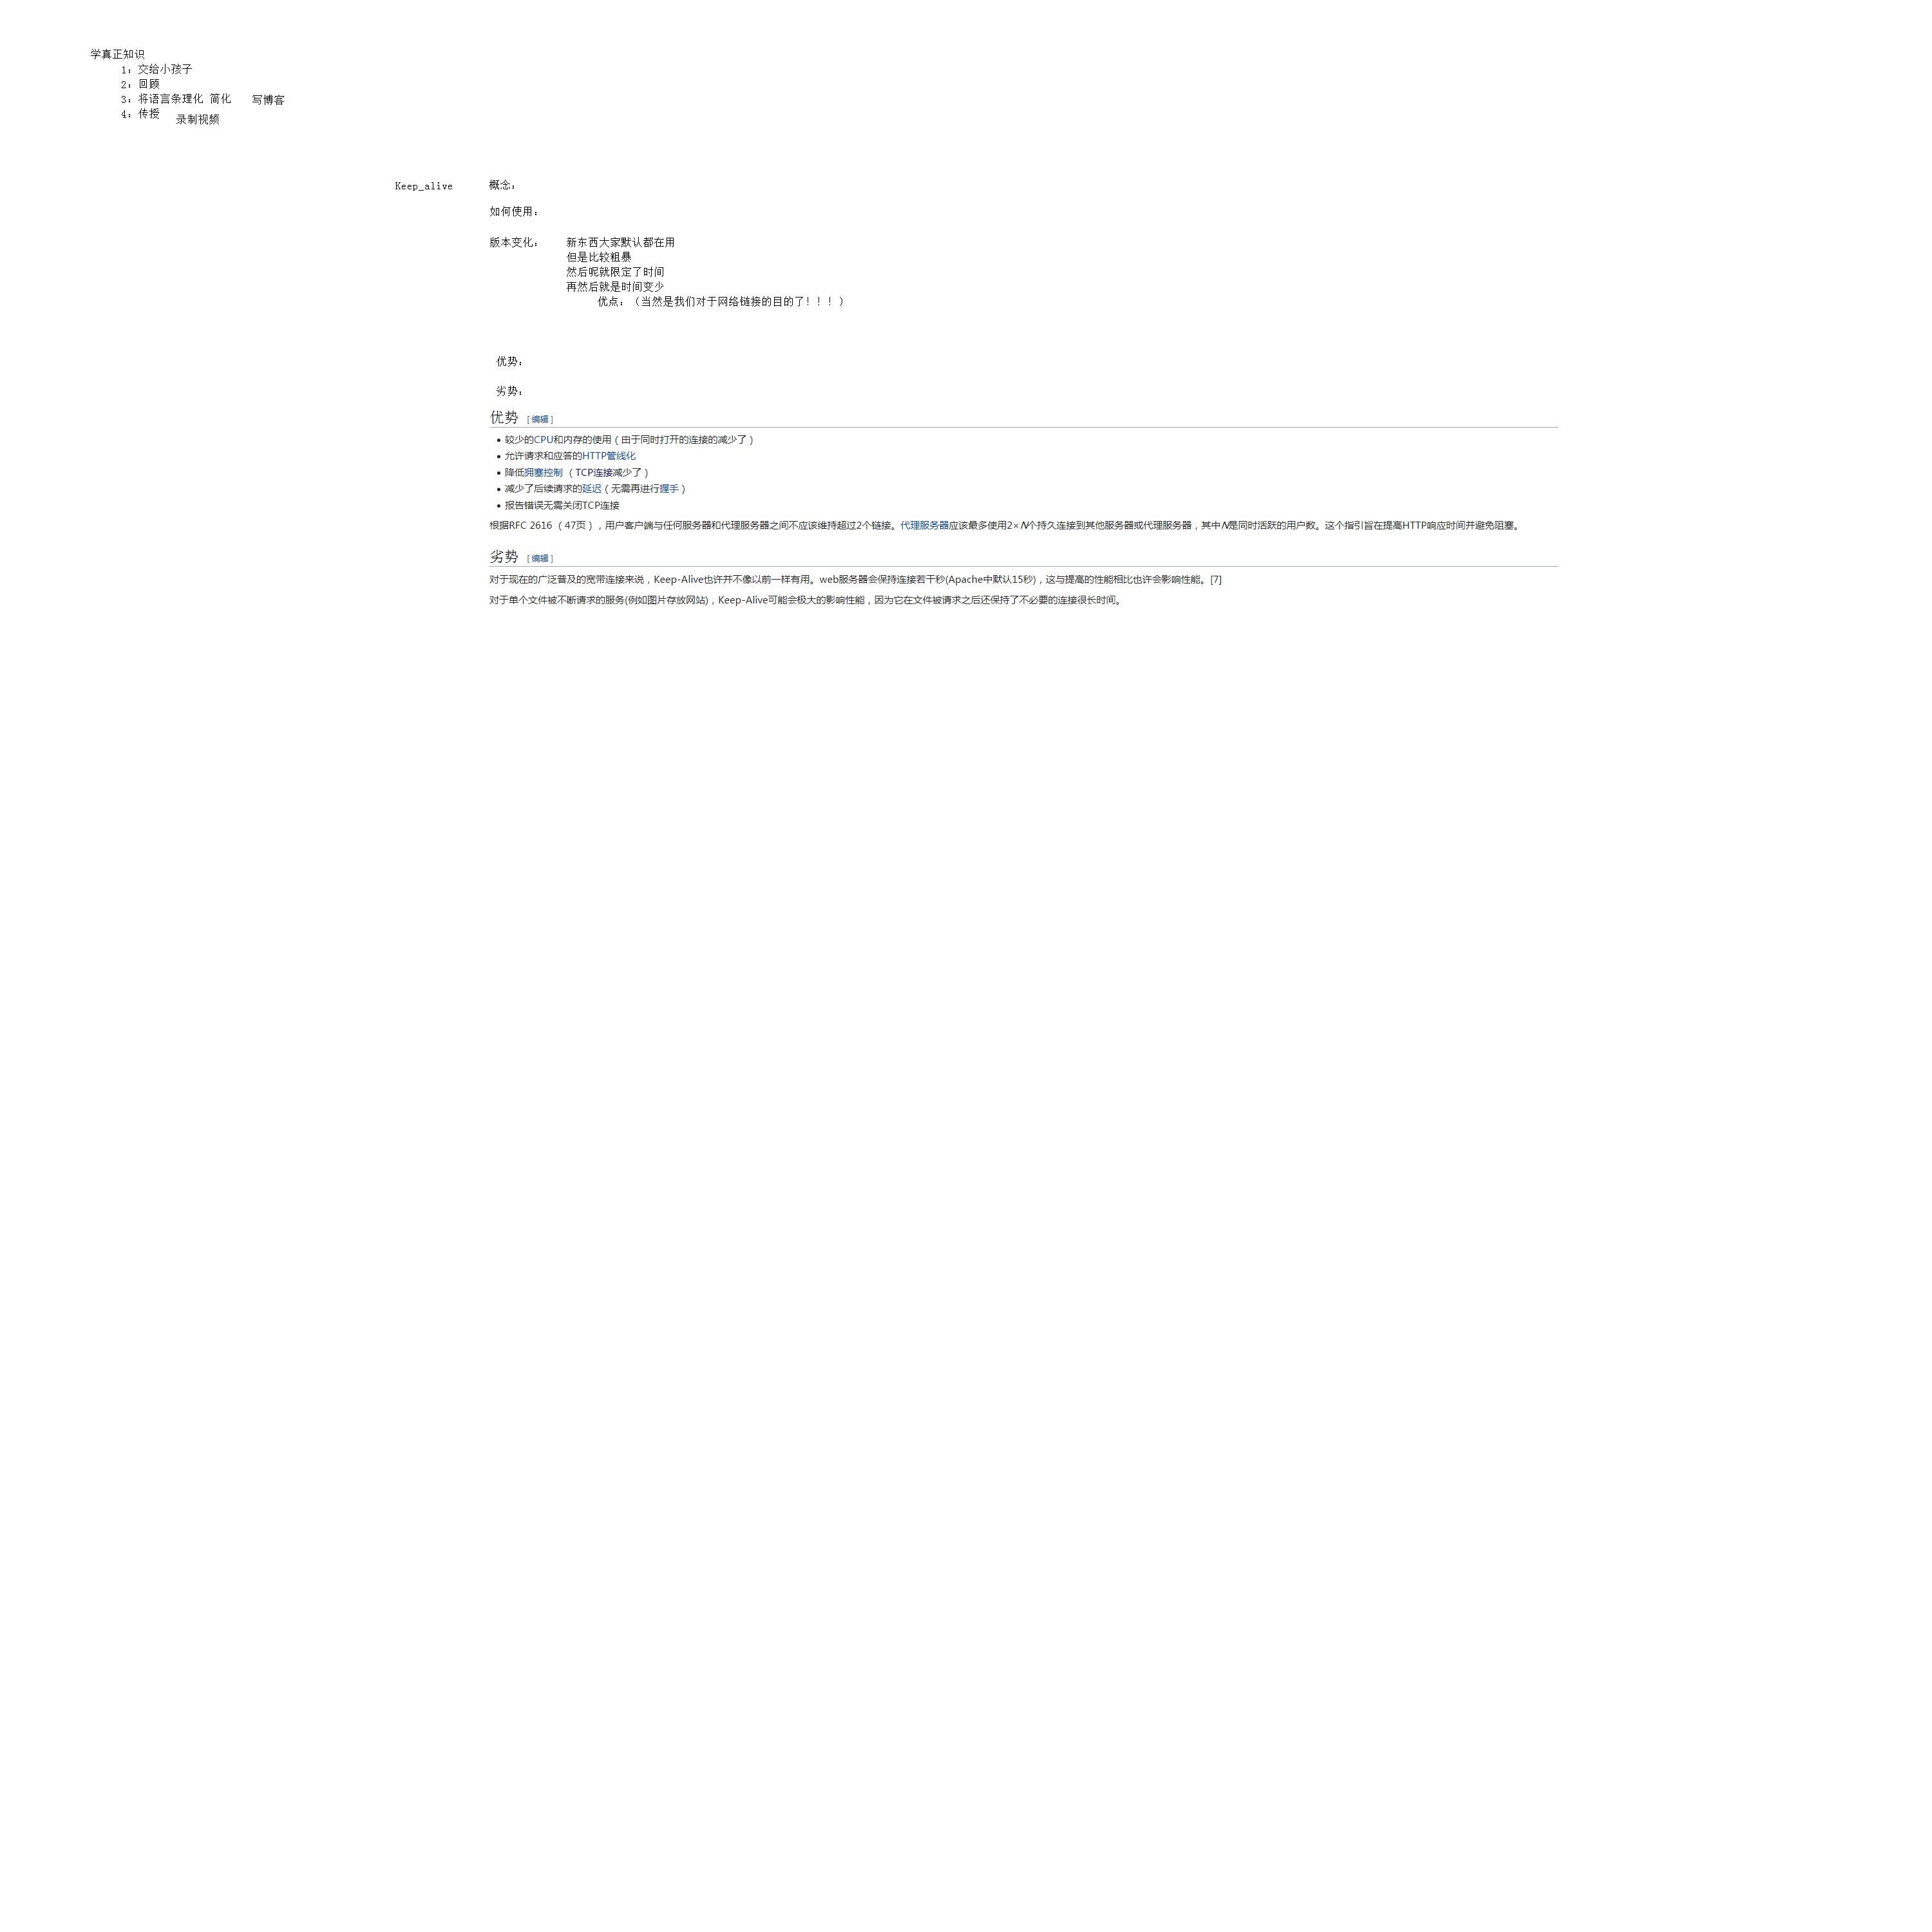 学真正知识
1：交给小孩子
2：回顾
3：将语言条理化 简化 写博客
4：传授 录制视频
Keep_alive 概念：
如何使用：
版本变化： 新东西大家默认都在用
但是比较粗暴
然后呢就限定了时间
再然后就是时间变少
优点：（当然是我们对于网络链接的目的了！！！）
优势：
劣势：
优势 [编辑]
• 较少的CPU和内存的使用（由于同时打开的连接的减少了）
• 允许请求和应答的HTTP管线化
• 降低拥塞控制 （TCP连接减少了）
• 减少了后续请求的延迟（无需再进行握手）
• 报告错误无需关闭TCP连接
根据RFC 2616 （47页），用户客户端与任何服务器和代理服务器之间不应该维持超过2个链接。代理服务器应该最多使用2×N个持久连接到其他服务器或代理服务器，其中N是同时活跃的用户数。这个指引旨在提高HTTP响应时间并避免阻塞。
劣势 [编辑]
对于现在的广泛普及的宽带连接来说，Keep-Alive也许并不像以前一样有用。web服务器会保持连接若干秒(Apache中默认15秒)，这与提高的性能相比也许会影响性能。[7]
对于单个文件被不断请求的服务(例如图片存放网站)，Keep-Alive可能会极大的影响性能，因为它在文件被请求之后还保持了不必要的连接很长时间。